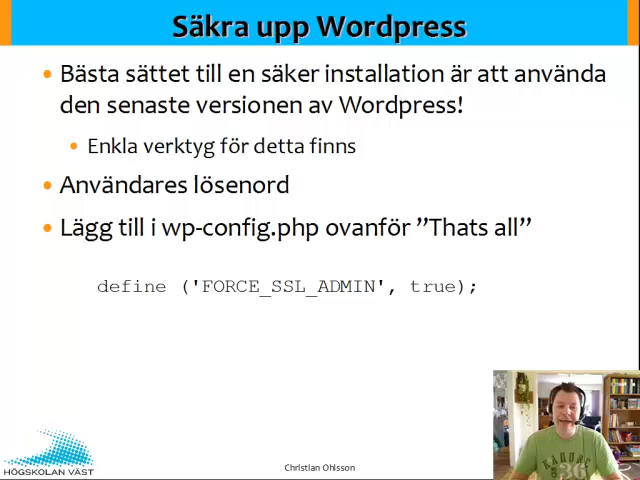 Säkra upp Wordpress
• Bästa sättet till en säker installation är att använda
den senaste versionen av Wordpress!
• Enkla verktyg för detta finns
• Användares lösenord
• Lägg till i wp-config.php ovanför ”Thats all”
define ('FORCE_SSL_ADMIN', true);
HÖGSKOLAN VÄST
Christian Ohlsson
36